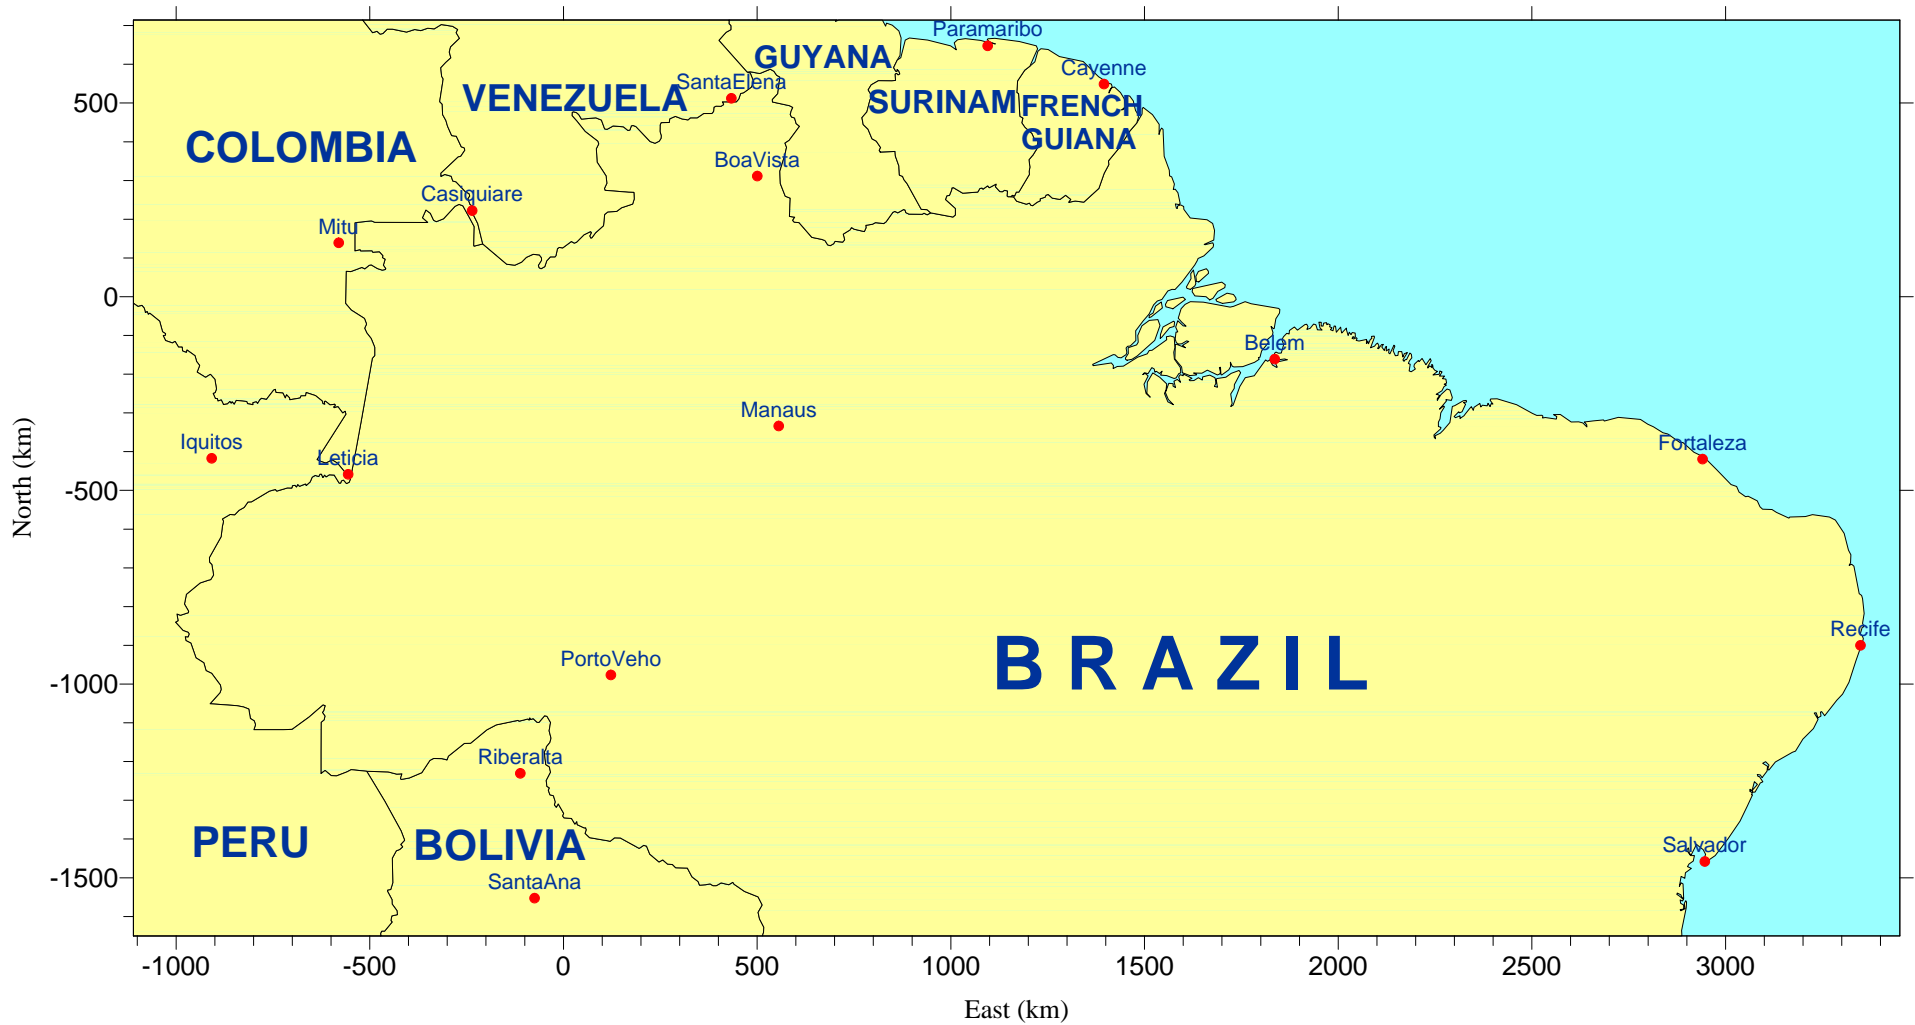 Paramaribo
GUYANA
Cayenne
SantaElena
VENEZUELA
SURINAM
FRENCH
GUIANA
500
COLOMBIA
BoaVista
Casiquiare
Mitu
0
Belem
Manaus
Iquitos
Leticia
Fortaleza
North (km)
-500
Recife
PortoVeho
B R A Z I L
-1000
Riberalta
PERU
BOLIVIA
Salvador
SantaAna
-1500
-1000
-500
0
500
1000
1500
2000
2500
3000
East (km)